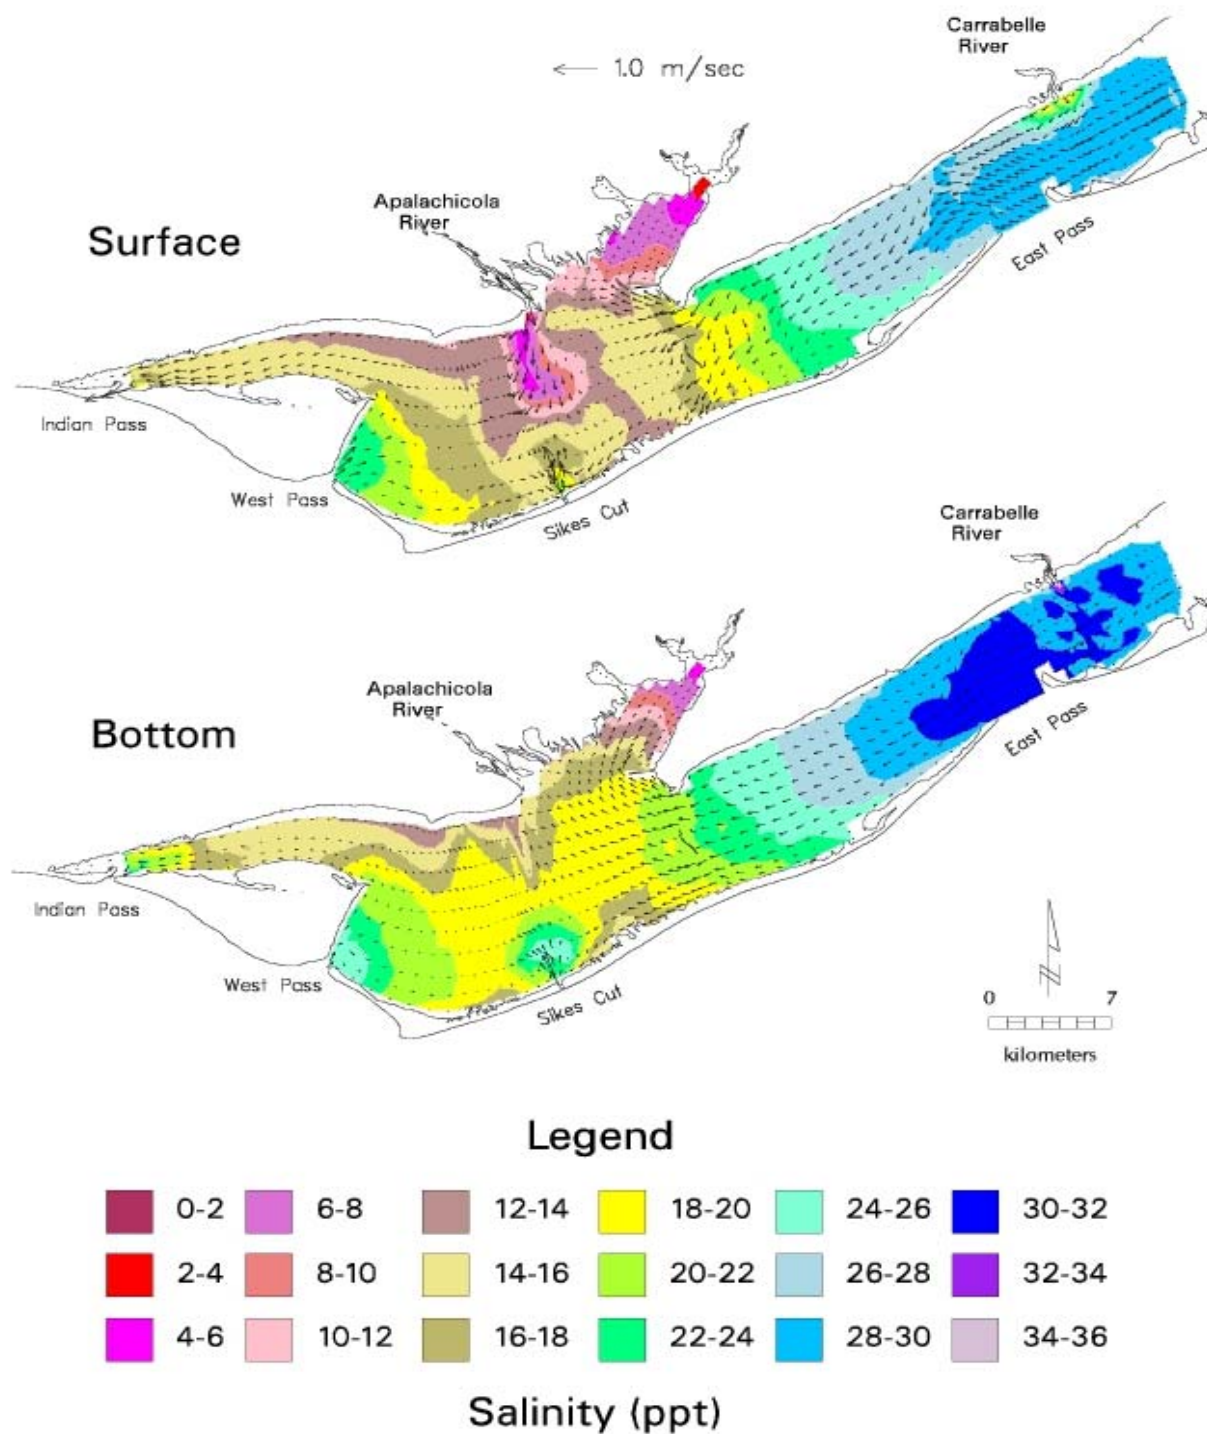 Carrabelle
River
← 1.0 m/sec
Apalachicola
River
Surface
East Pass
Indian Pass
West Pass
Sikes Cut
Carrabelle
River
Apalachicola
River
Bottom
East Pass
Indian Pass
West Pass
Sikes Cut
0 7
kilometers
Legend
0-2 6-8 12-14 18-20 24-26 30-32
2-4 8-10 14-16 20-22 26-28 32-34
4-6 10-12 16-18 22-24 28-30 34-36
Salinity (ppt)